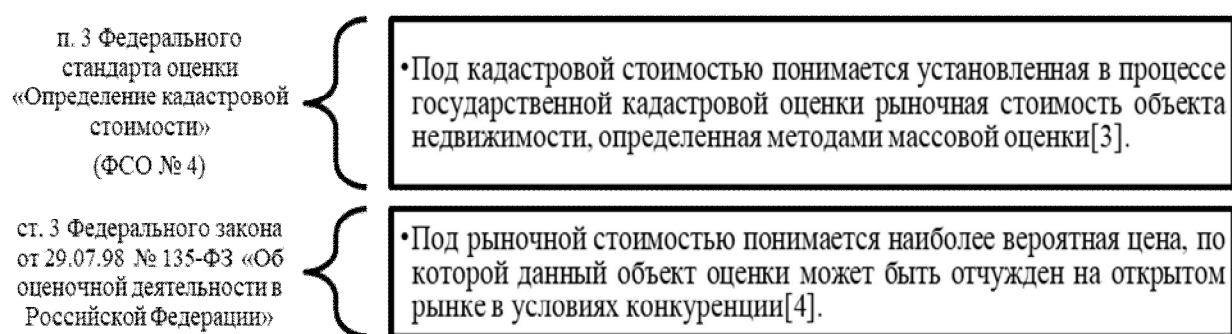 п. 3 Федерального
стандарта оценки
«Определение кадастровой
стоимости»
(ФСО № 4)
•Под кадастровой стоимостью понимается установленная в процессе
государственной кадастровой оценки рыночная стоимость объекта
недвижимости, определенная методами массовой оценки[3].
ст. 3 Федерального закона
от 29.07.98 № 135-ФЗ «Об
оценочной деятельности в
Российской Федерации»
•Под рыночной стоимостью понимается наиболее вероятная цена, по
которой данный объект оценки может быть отчужден на открытом
рынке в условиях конкуренции[4].